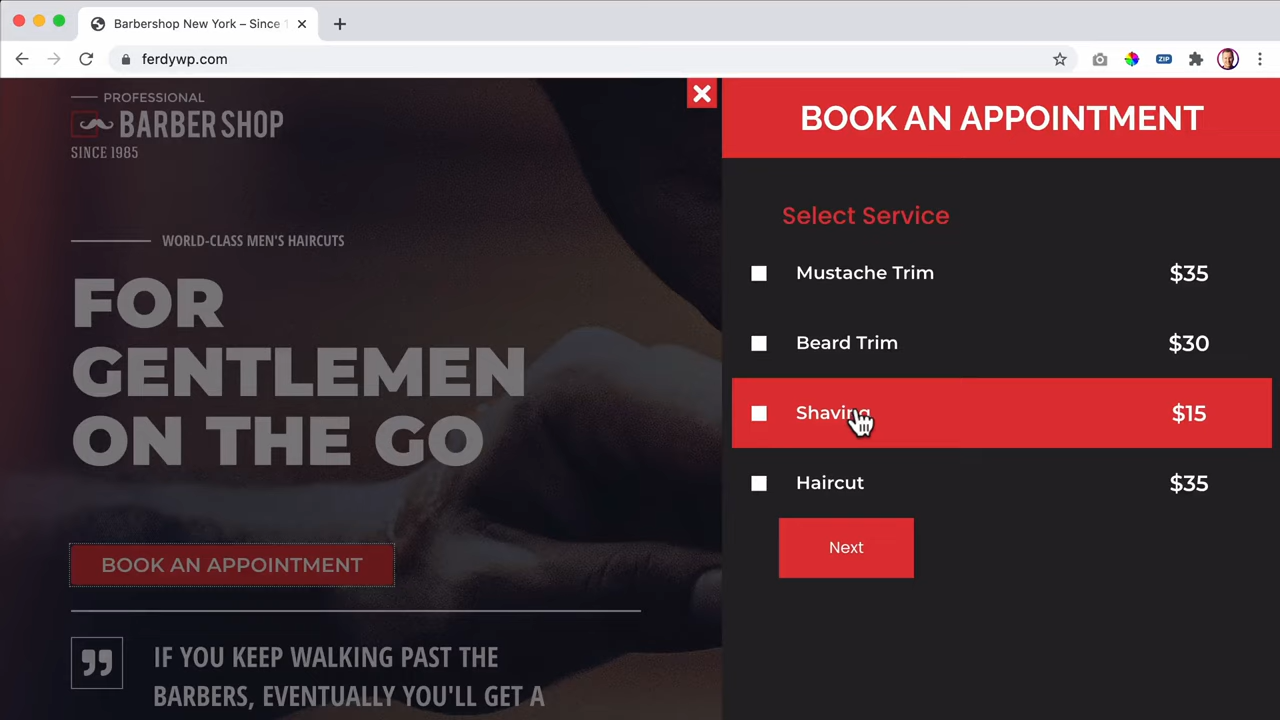 Barbershop New York – Since 1
ferdywp.com
ZIP
PROFESSIONAL
BARBER SHOP
SINCE 1985
WORLD-CLASS MEN'S HAIRCUTS
FOR
GENTLEMEN
ON THE GO
BOOK AN APPOINTMENT
IF YOU KEEP WALKING PAST THE
BARBERS, EVENTUALLY YOU'LL GET A
BOOK AN APPOINTMENT
Select Service
Mustache Trim $35
Beard Trim $30
Shaving $15
Haircut $35
Next